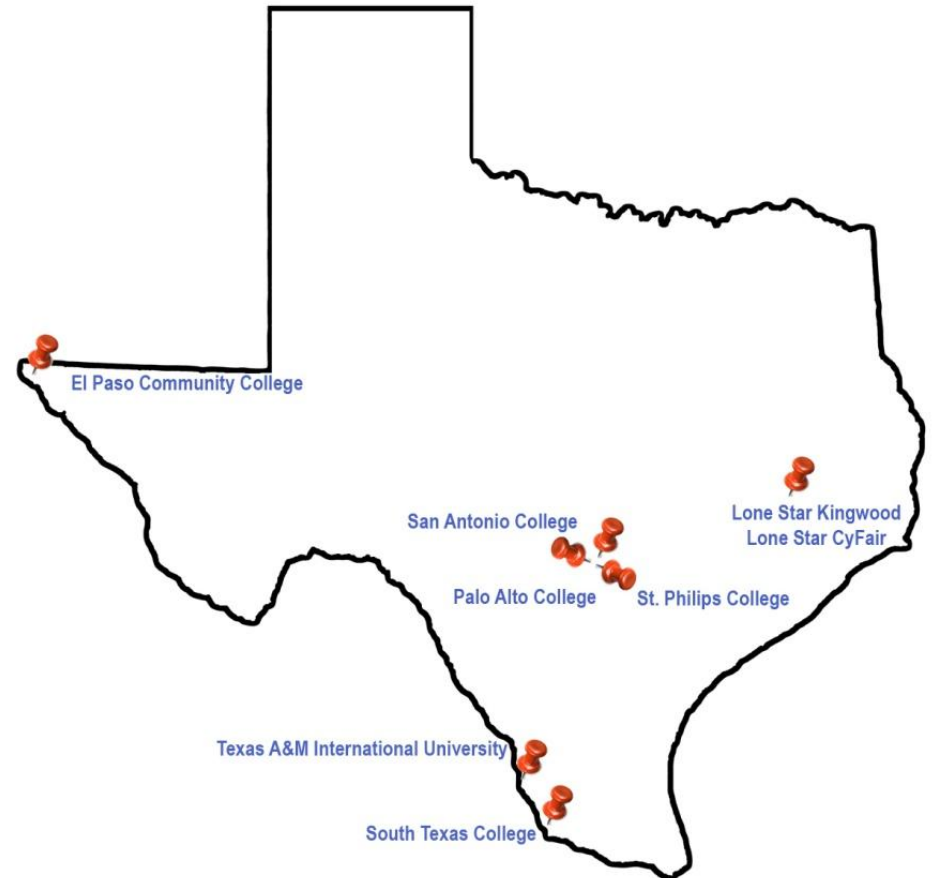 El Paso Community College
Lone Star Kingwood
Lone Star CyFair
San Antonio College
Palo Alto College
St. Philips College
Texas A&M International University
South Texas College